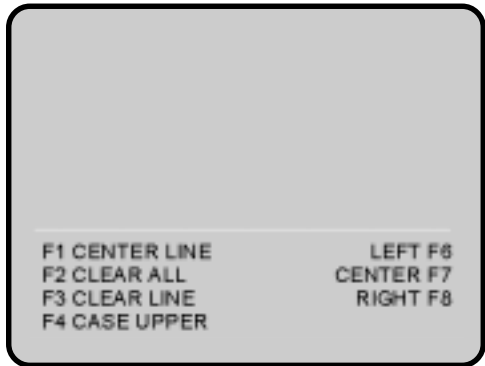 F1 CENTER LINE LEFT F6
F2 CLEAR ALL CENTER F7
F3 CLEAR LINE RIGHT F8
F4 CASE UPPER